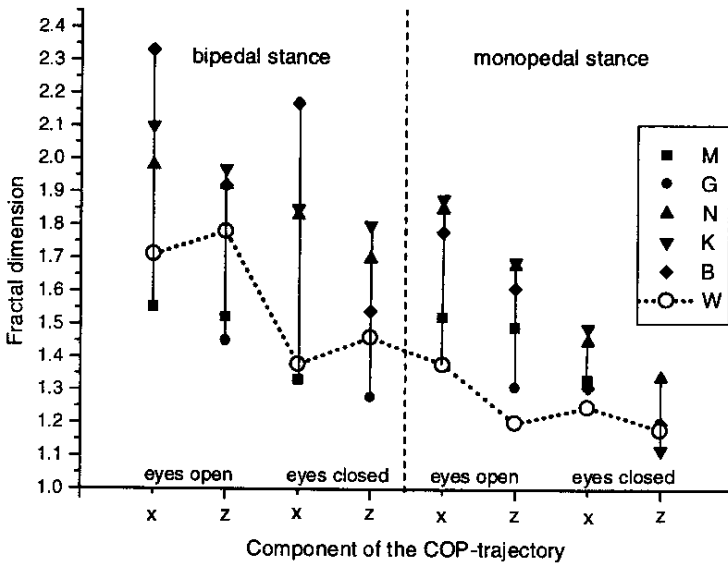 2.4
2.3
2.2
2.1
2.0
1.9
1.8
1.7
1.6
1.5
1.4
1.3
1.2
1.1
1.0
Fractal dimension
bipedal stance
monopedal stance
M
G
N
K
B
W
eyes open
eyes closed
eyes open
eyes closed
x z x z x z x z
Component of the COP-trajectory